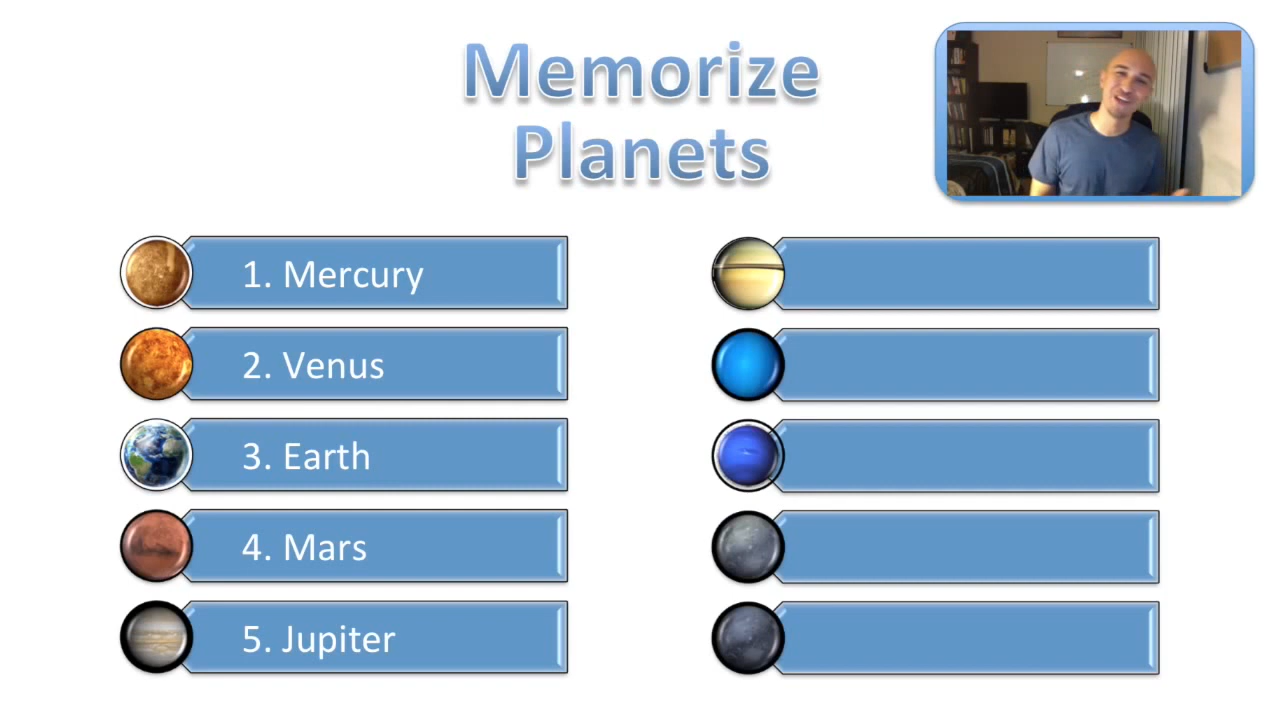 Memorize
Planets
1. Mercury
2. Venus
3. Earth
4. Mars
5. Jupiter